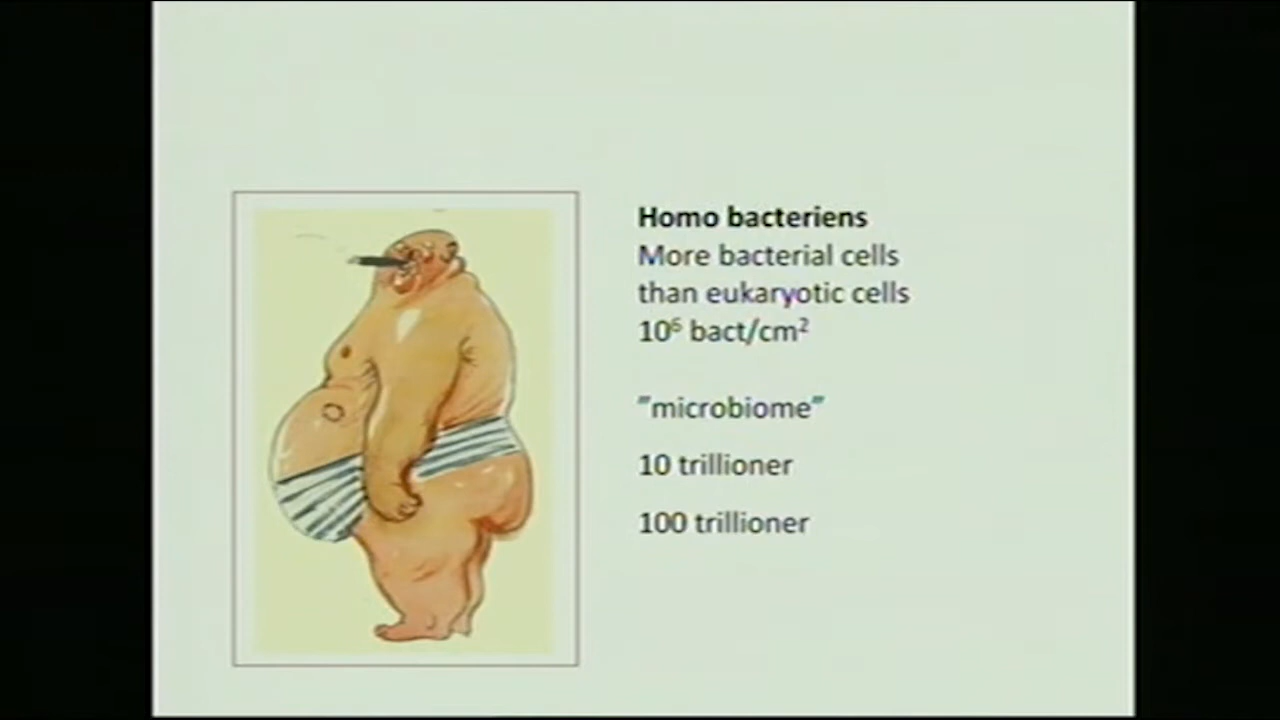 Homo bacteriens
More bacterial cells
than eukaryotic cells
10⁶ bact/cm²
"microbiome"
10 trillioner
100 trillioner